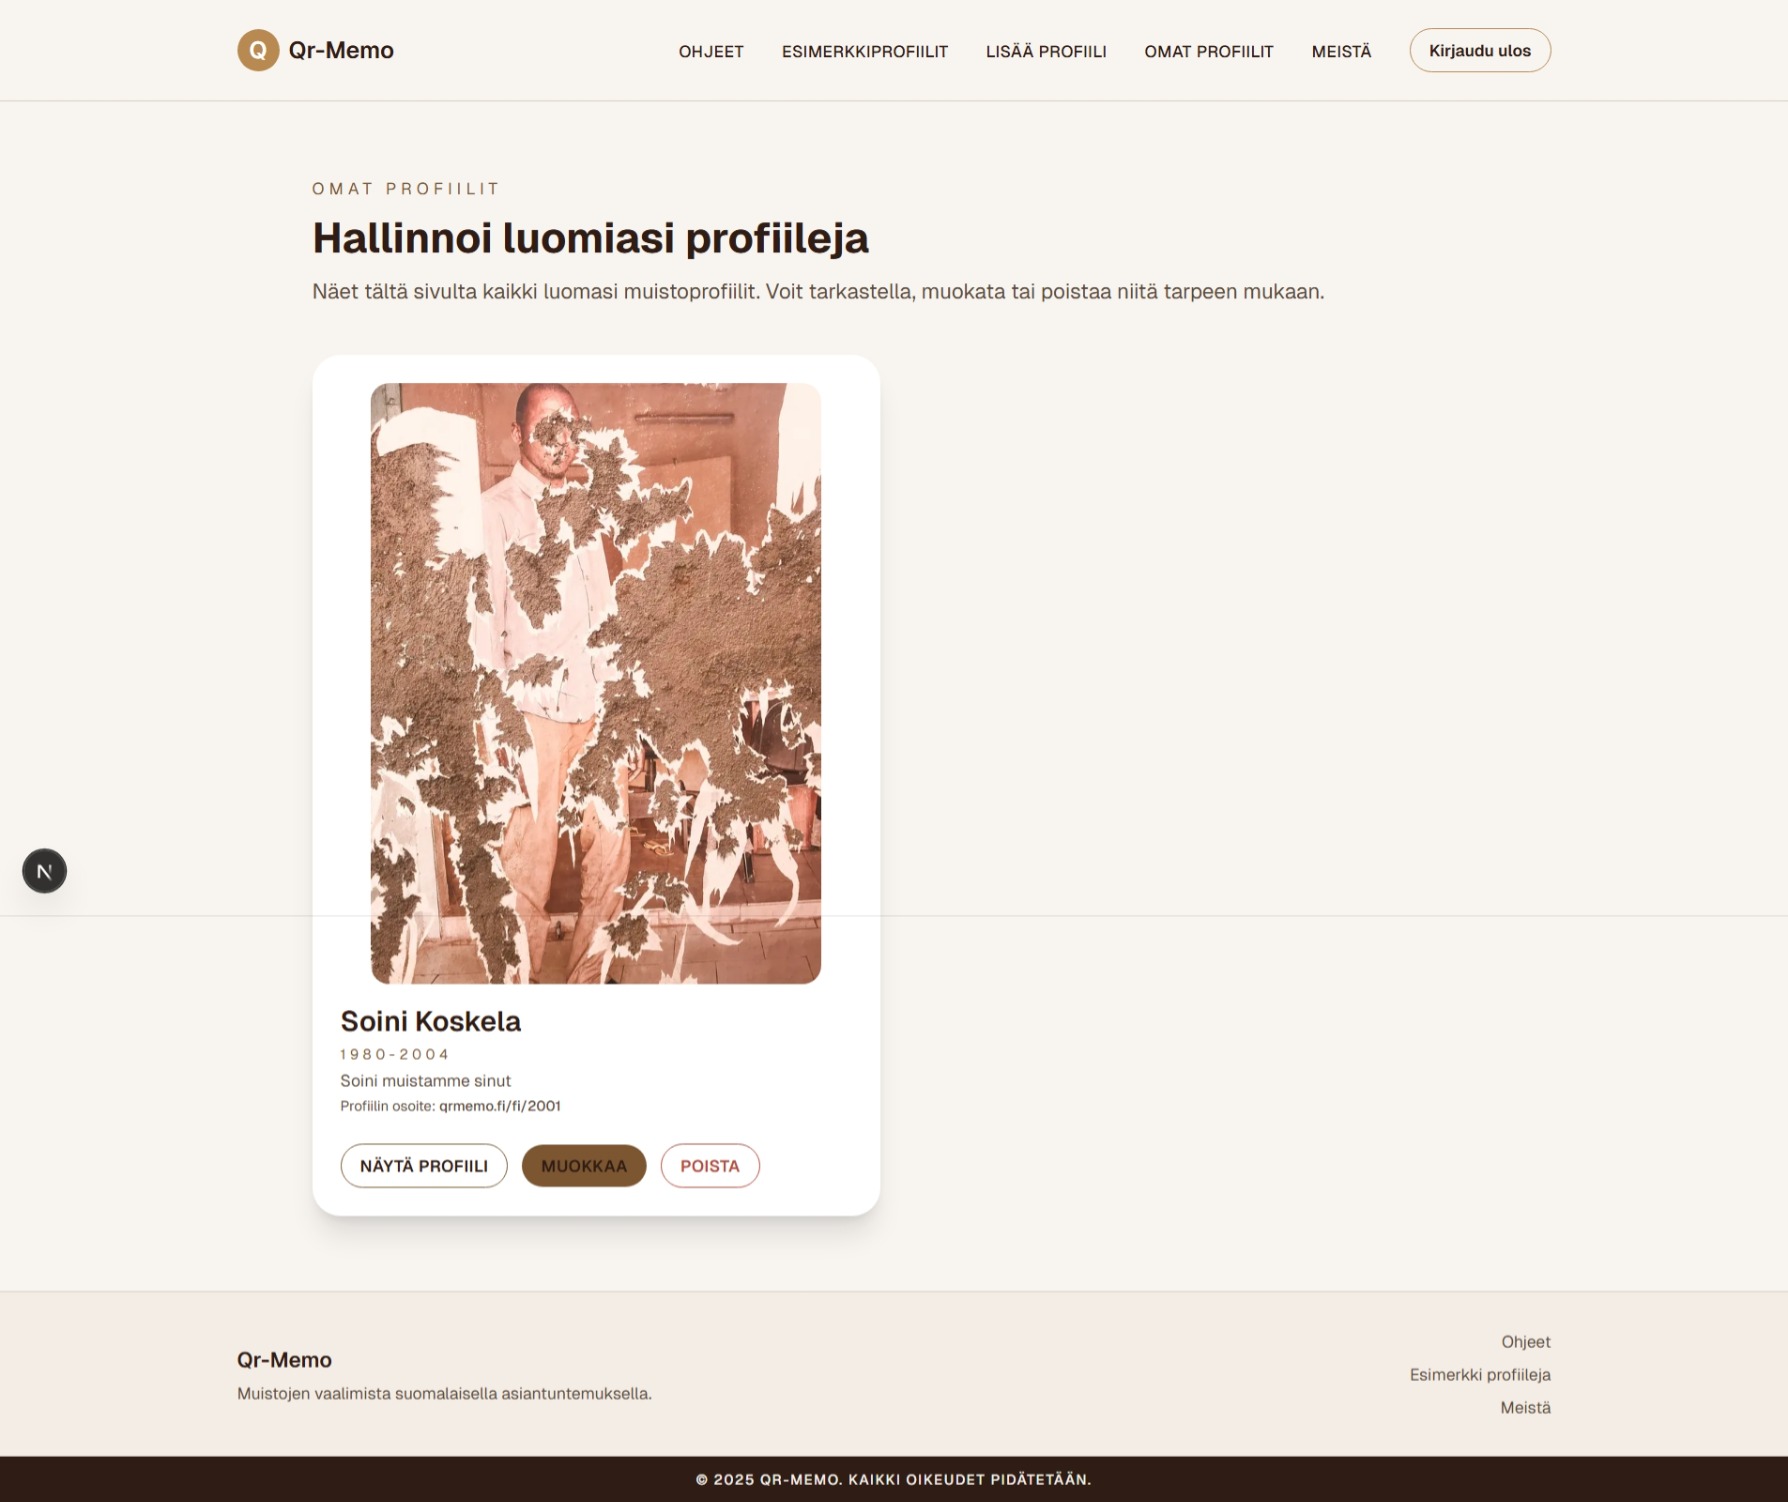 Q Qr-Memo
OHJEET ESIMERKKIPROFIILIT LISÄÄ PROFIILI OMAT PROFIILIT MEISTÄ Kirjaudu ulos
OMAT PROFIILIT
Hallinnoi luomiasi profiileja
Näet tältä sivulta kaikki luomasi muistoprofiilit. Voit tarkastella, muokata tai poistaa niitä tarpeen mukaan.
N
Soini Koskela
1980-2004
Soini muistamme sinut
Profiilin osoite: qrmemo.fi/fi/2001
NÄYTÄ PROFIILI MUOKKAA POISTA
Qr-Memo
Muistojen vaalimista suomalaisella asiantuntemuksella.
Ohjeet
Esimerkki profiileja
Meistä
© 2025 QR-MEMO. KAIKKI OIKEUDET PIDÄTETÄÄN.